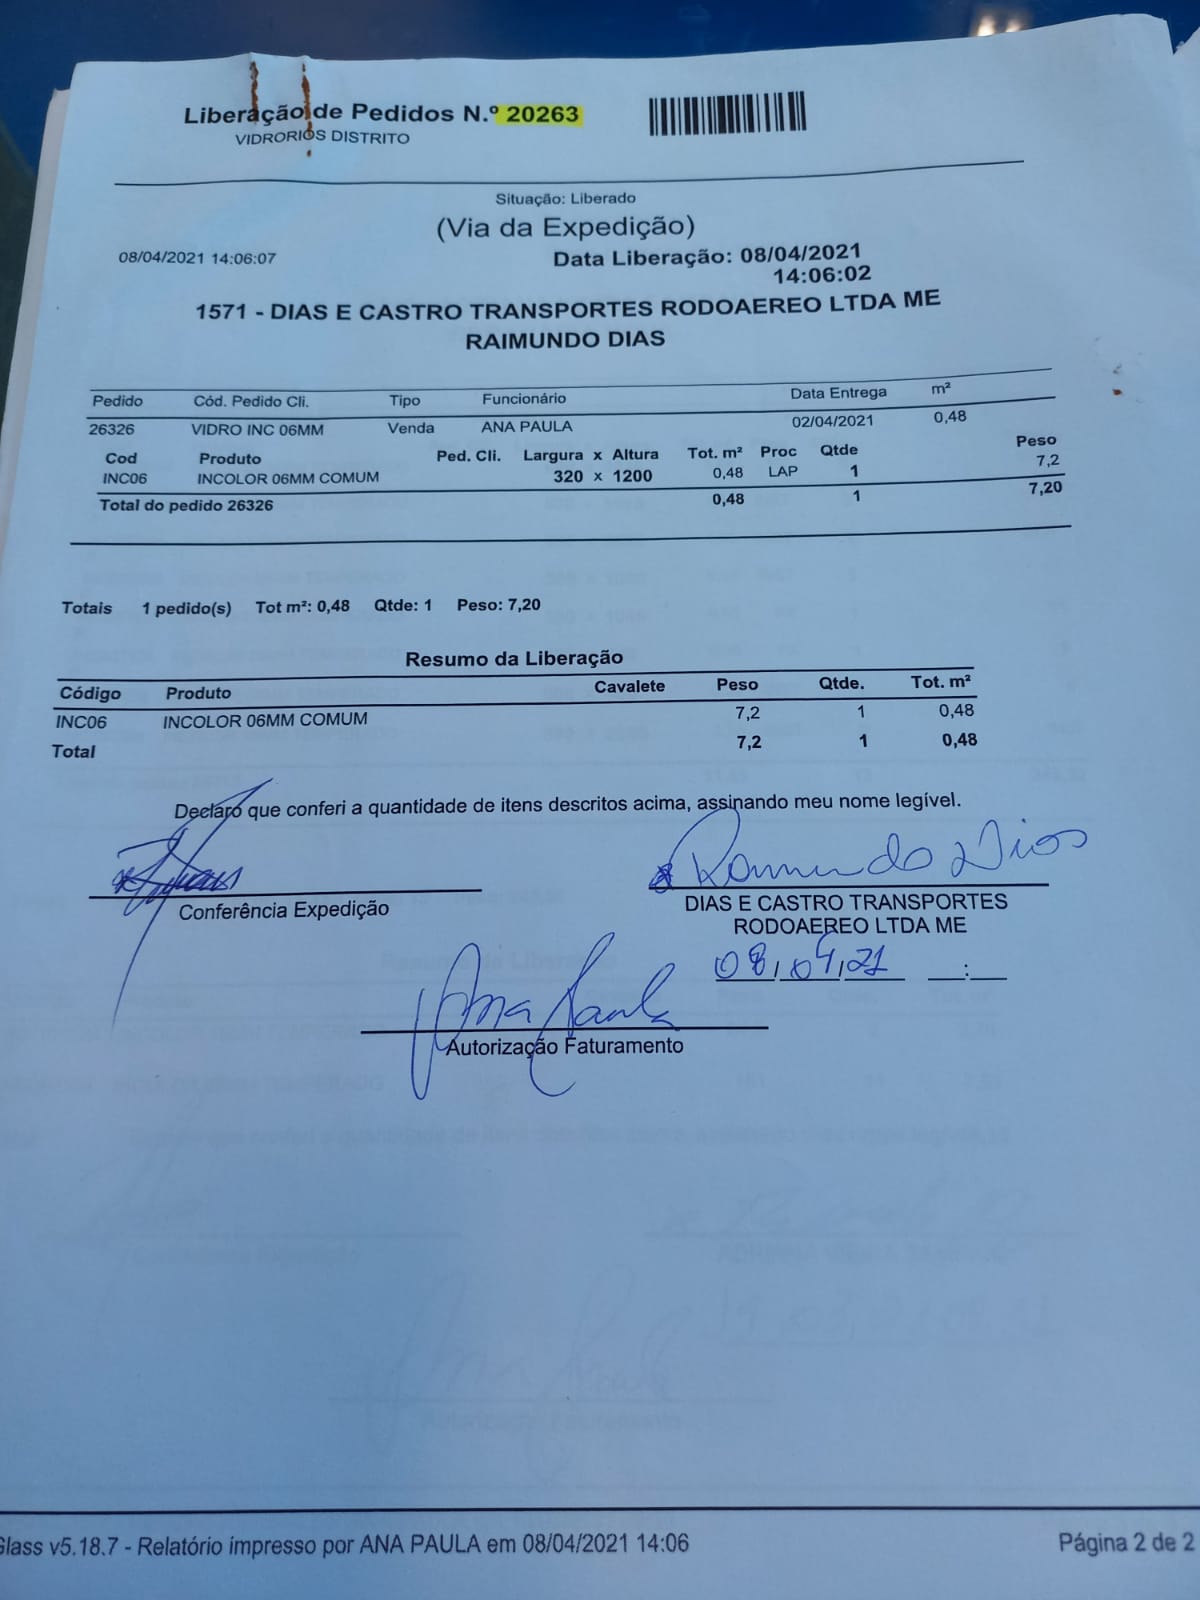 Liberação de Pedidos N.º 20263
VIDRORIOS DISTRITO
Situação: Liberado
(Via da Expedição)
08/04/2021 14:06:07
Data Liberação: 08/04/2021
14:06:02
1571 - DIAS E CASTRO TRANSPORTES RODOAEREO LTDA ME
RAIMUNDO DIAS
Pedido Cód. Pedido Cli. Tipo Funcionário Data Entrega m²
26326 VIDRO INC 06MM Venda ANA PAULA 02/04/2021 0,48
Cod Produto Ped. Cli. Largura x Altura Tot. m² Proc Qtde Peso
INC06 INCOLOR 06MM COMUM 320 x 1200 0,48 LAP 1 7,2
Total do pedido 26326 0,48 1 7,20
Totais 1 pedido(s) Tot m²: 0,48 Qtde: 1 Peso: 7,20
Resumo da Liberação
Código Produto Cavalete Peso Qtde. Tot. m²
INC06 INCOLOR 06MM COMUM 7,2 1 0,48
Total 7,2 1 0,48
Declaro que conferi a quantidade de itens descritos acima, assinando meu nome legível.
Raimundo Dias
Conferência Expedição
DIAS E CASTRO TRANSPORTES
RODOAEREO LTDA ME
08,04,21 __:__
Ana Paula
Autorização Faturamento
Glass v5.18.7 - Relatório impresso por ANA PAULA em 08/04/2021 14:06 Página 2 de 2